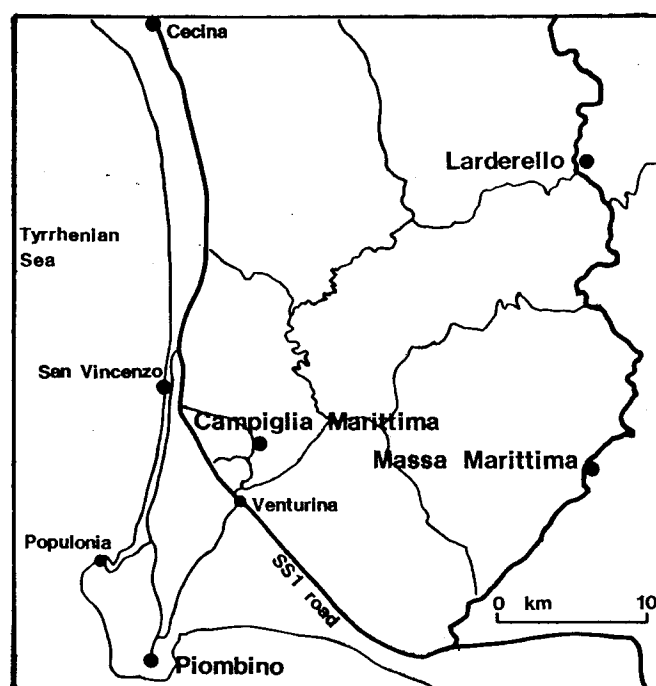 Cecina
Larderello
Tyrrhenian
Sea
San Vincenzo
Campiglia Marittima
Massa Marittima
Venturina
Populonia
SS1 road
0 km 10
Piombino